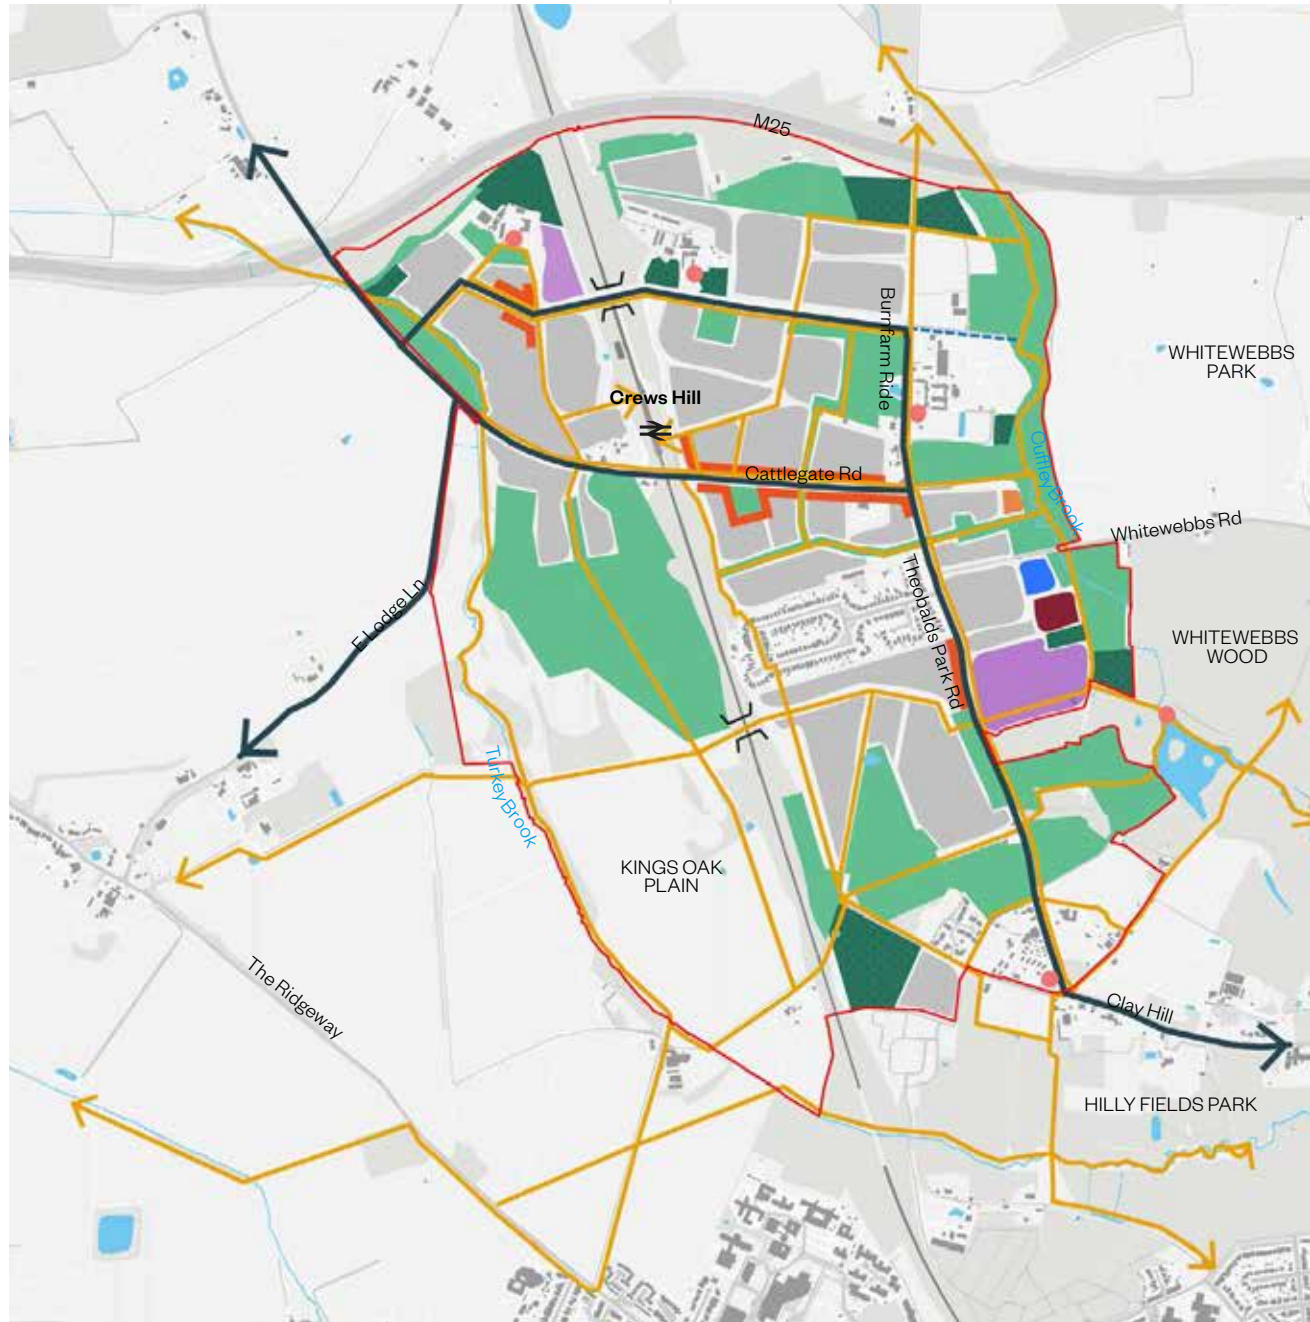 M25
Burnfarm Ride
WHITEWEBBS
PARK
Crews Hill
Cuffley Brook
Cattlegate Rd
Whitewebbs Rd
Theobalds Park Rd
E Lodge Ln
WHITEWEBBS
WOOD
Turkey Brook
KINGS OAK
PLAIN
The Ridgeway
Clay Hill
HILLY FIELDS PARK